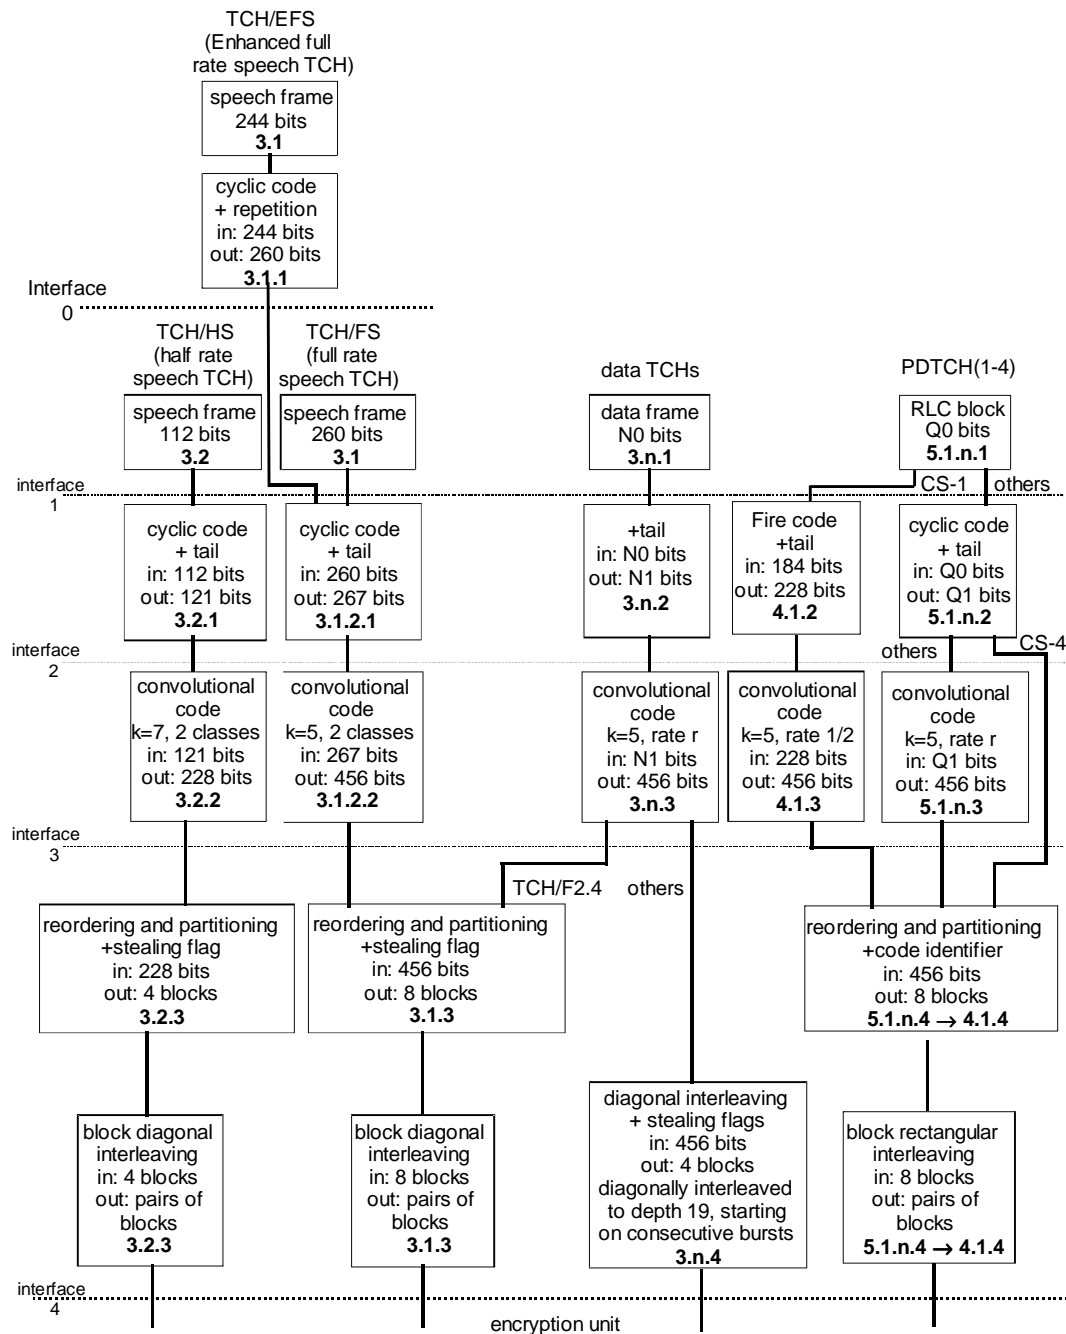 TCH/EFS
(Enhanced full
rate speech TCH)
speech frame
244 bits
3.1
cyclic code
+ repetition
in: 244 bits
out: 260 bits
3.1.1
Interface
0
TCH/HS
(half rate
speech TCH)
TCH/FS
(full rate
speech TCH)
data TCHs
PDTCH(1-4)
speech frame
112 bits
3.2
speech frame
260 bits
3.1
data frame
N0 bits
3.n.1
RLC block
Q0 bits
5.1.n.1
interface
1
CS-1
others
cyclic code
+ tail
in: 112 bits
out: 121 bits
3.2.1
cyclic code
+ tail
in: 260 bits
out: 267 bits
3.1.2.1
+tail
in: N0 bits
out: N1 bits
3.n.2
Fire code
+tail
in: 184 bits
out: 228 bits
4.1.2
cyclic code
+ tail
in: Q0 bits
out: Q1 bits
5.1.n.2
interface
2
others
CS-4
convolutional
code
k=7, 2 classes
in: 121 bits
out: 228 bits
3.2.2
convolutional
code
k=5, 2 classes
in: 267 bits
out: 456 bits
3.1.2.2
convolutional
code
k=5, rate r
in: N1 bits
out: 456 bits
3.n.3
convolutional
code
k=5, rate 1/2
in: 228 bits
out: 456 bits
4.1.3
convolutional
code
k=5, rate r
in: Q1 bits
out: 456 bits
5.1.n.3
interface
3
TCH/F2.4
others
reordering and partitioning
+stealing flag
in: 228 bits
out: 4 blocks
3.2.3
reordering and partitioning
+stealing flag
in: 456 bits
out: 8 blocks
3.1.3
reordering and partitioning
+code identifier
in: 456 bits
out: 8 blocks
5.1.n.4 → 4.1.4
block diagonal
interleaving
in: 4 blocks
out: pairs of
blocks
3.2.3
block diagonal
interleaving
in: 8 blocks
out: pairs of
blocks
3.1.3
diagonal interleaving
+ stealing flags
in: 456 bits
out: 4 blocks
diagonally interleaved
to depth 19, starting
on consecutive bursts
3.n.4
block rectangular
interleaving
in: 8 blocks
out: pairs of
blocks
5.1.n.4 → 4.1.4
interface
4
encryption unit